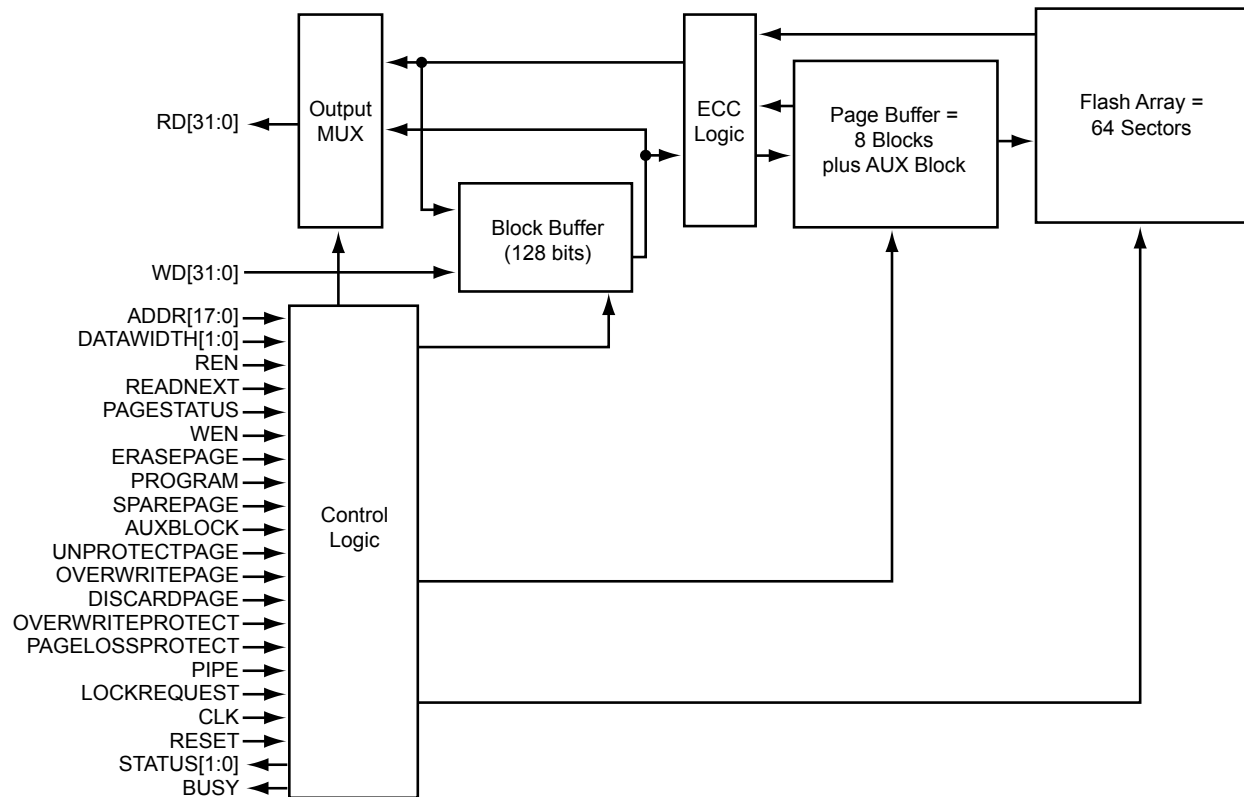 Output
MUX
ECC
Logic
Page Buffer =
8 Blocks
plus AUX Block
Flash Array =
64 Sectors
RD[31:0]
Block Buffer
(128 bits)
WD[31:0]
ADDR[17:0]
DATAWIDTH[1:0]
REN
READNEXT
PAGESTATUS
WEN
ERASEPAGE
PROGRAM
SPAREPAGE
AUXBLOCK
UNPROTECTPAGE
OVERWRITEPAGE
DISCARDPAGE
OVERWRITEPROTECT
PAGELOSSPROTECT
PIPE
LOCKREQUEST
CLK
RESET
STATUS[1:0]
BUSY
Control
Logic